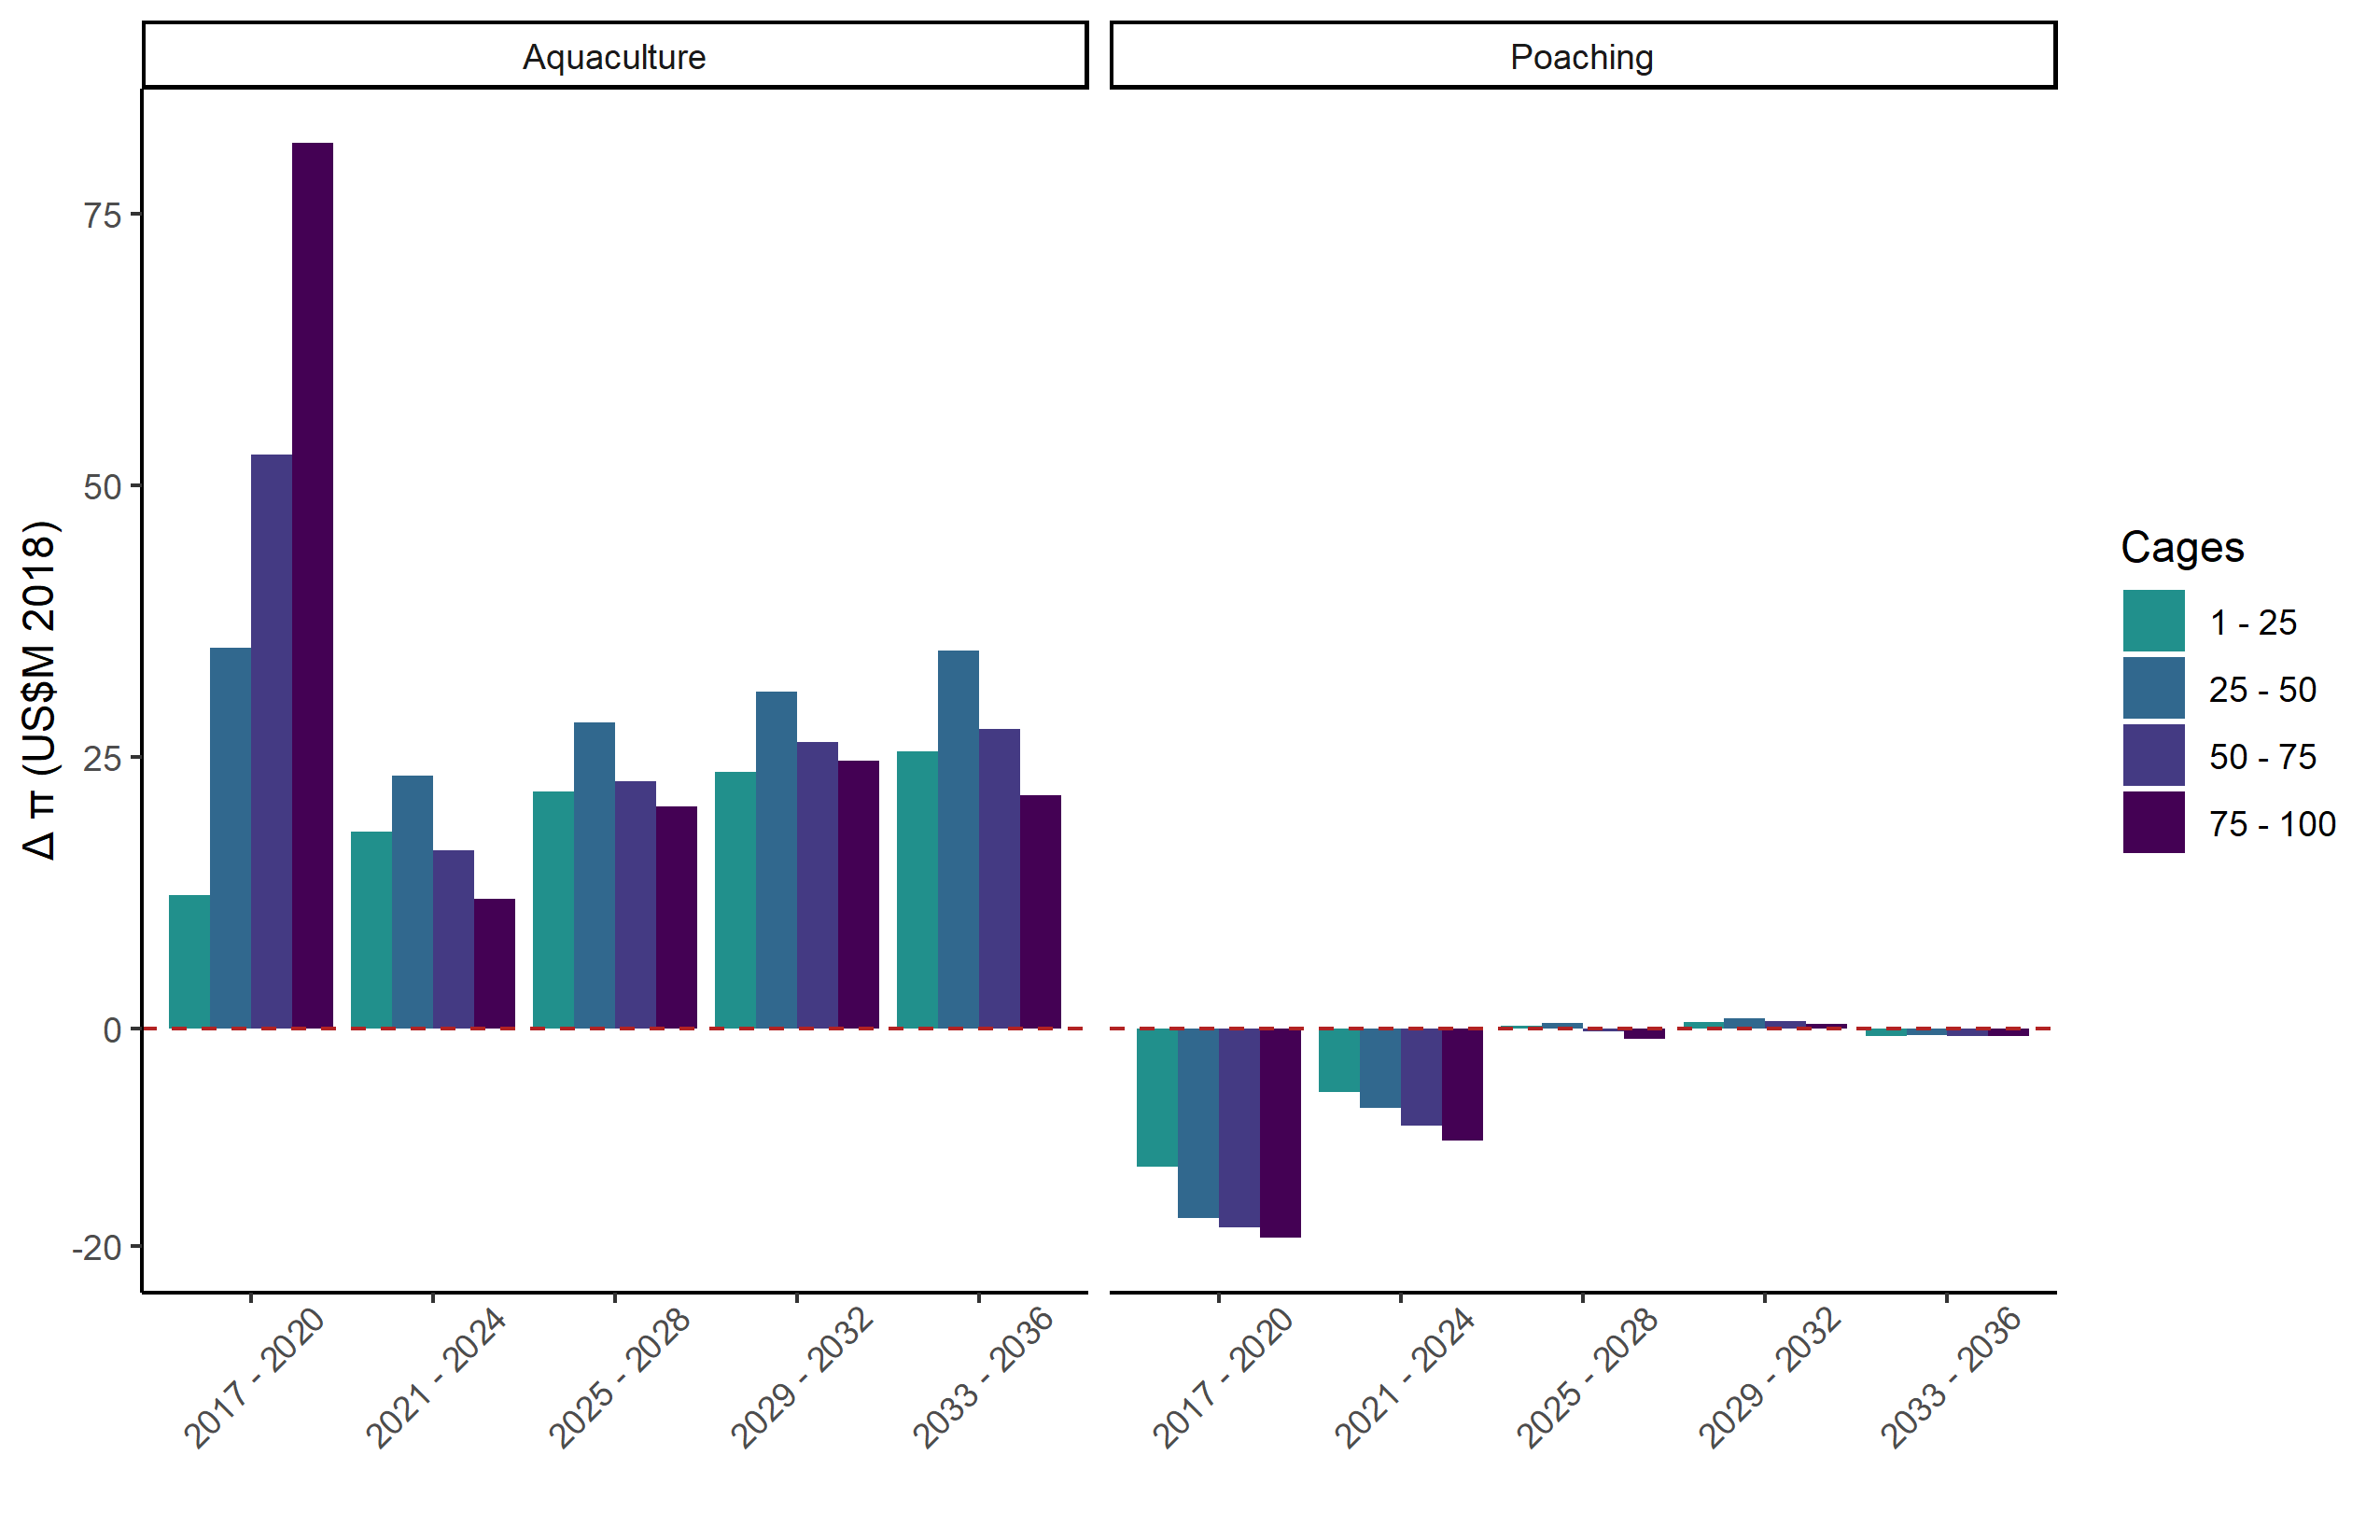 Aquaculture
Poaching
Δ π (US$M 2018)
75
50
25
0
-20
2017 - 2020
2021 - 2024
2025 - 2028
2029 - 2032
2033 - 2036
2017 - 2020
2021 - 2024
2025 - 2028
2029 - 2032
2033 - 2036
Cages
1 - 25
25 - 50
50 - 75
75 - 100